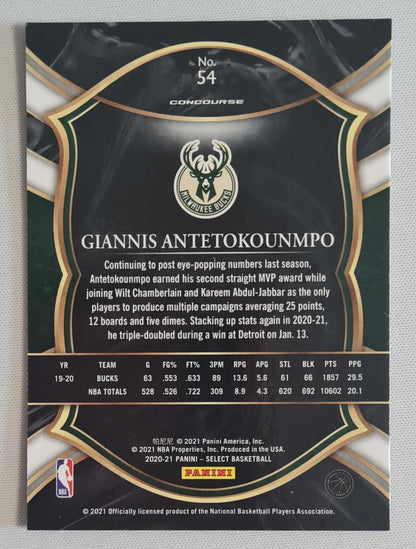 No.
54
CONCOURSE
MILWAUKEE BUCKS
GIANNIS ANTETOKOUNMPO
Continuing to post eye-popping numbers last season,
Antetokounmpo earned his second straight MVP award while
joining Wilt Chamberlain and Kareem Abdul-Jabbar as the only
players to produce multiple campaigns averaging 25 points,
12 boards and five dimes. Stacking up stats again in 2020-21,
he triple-doubled during a win at Detroit on Jan. 13.
YR TEAM G FG% FT% 3PM RPG APG STL BLK PTS PPG
19-20 BUCKS 63 .553 .633 89 13.6 5.6 61 66 1857 29.5
NBA TOTALS 528 .526 .722 309 8.9 4.3 620 692 10602 20.1
帕尼尼 © 2021 Panini America, Inc.
© 2021 NBA Properties, Inc. Produced in the USA.
2020-21 PANINI – SELECT BASKETBALL
NBA
PANINI
© 2021 Officially licensed product of the National Basketball Players Association.